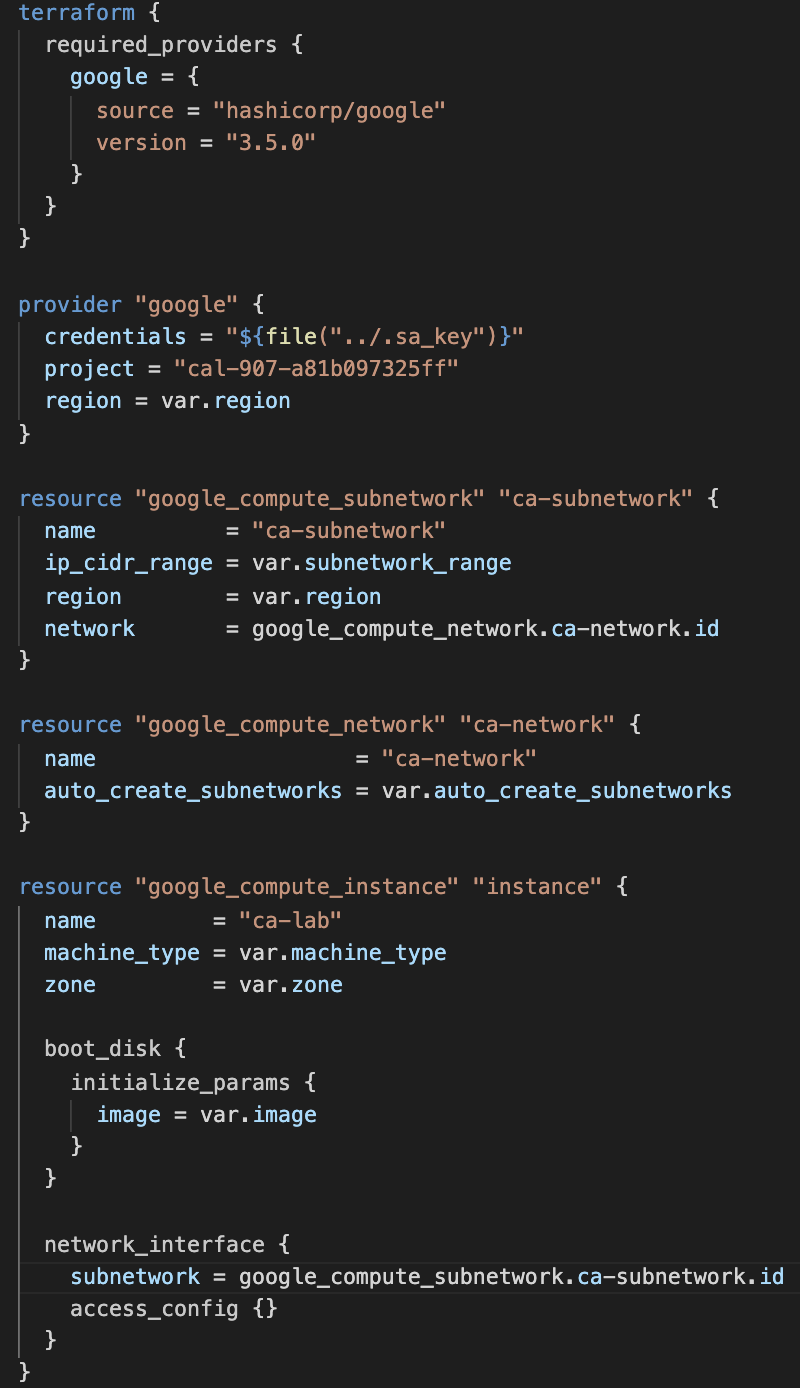 terraform {
  required_providers {
    google = {
      source = "hashicorp/google"
      version = "3.5.0"
    }
  }
}

provider "google" {
  credentials = "${file("../.sa_key")}"
  project = "cal-907-a81b097325ff"
  region = var.region
}

resource "google_compute_subnetwork" "ca-subnetwork" {
  name          = "ca-subnetwork"
  ip_cidr_range = var.subnetwork_range
  region        = var.region
  network       = google_compute_network.ca-network.id
}

resource "google_compute_network" "ca-network" {
  name                    = "ca-network"
  auto_create_subnetworks = var.auto_create_subnetworks
}

resource "google_compute_instance" "instance" {
  name         = "ca-lab"
  machine_type = var.machine_type
  zone         = var.zone

  boot_disk {
    initialize_params {
      image = var.image
    }
  }

  network_interface {
    subnetwork = google_compute_subnetwork.ca-subnetwork.id
    access_config {}
  }
}